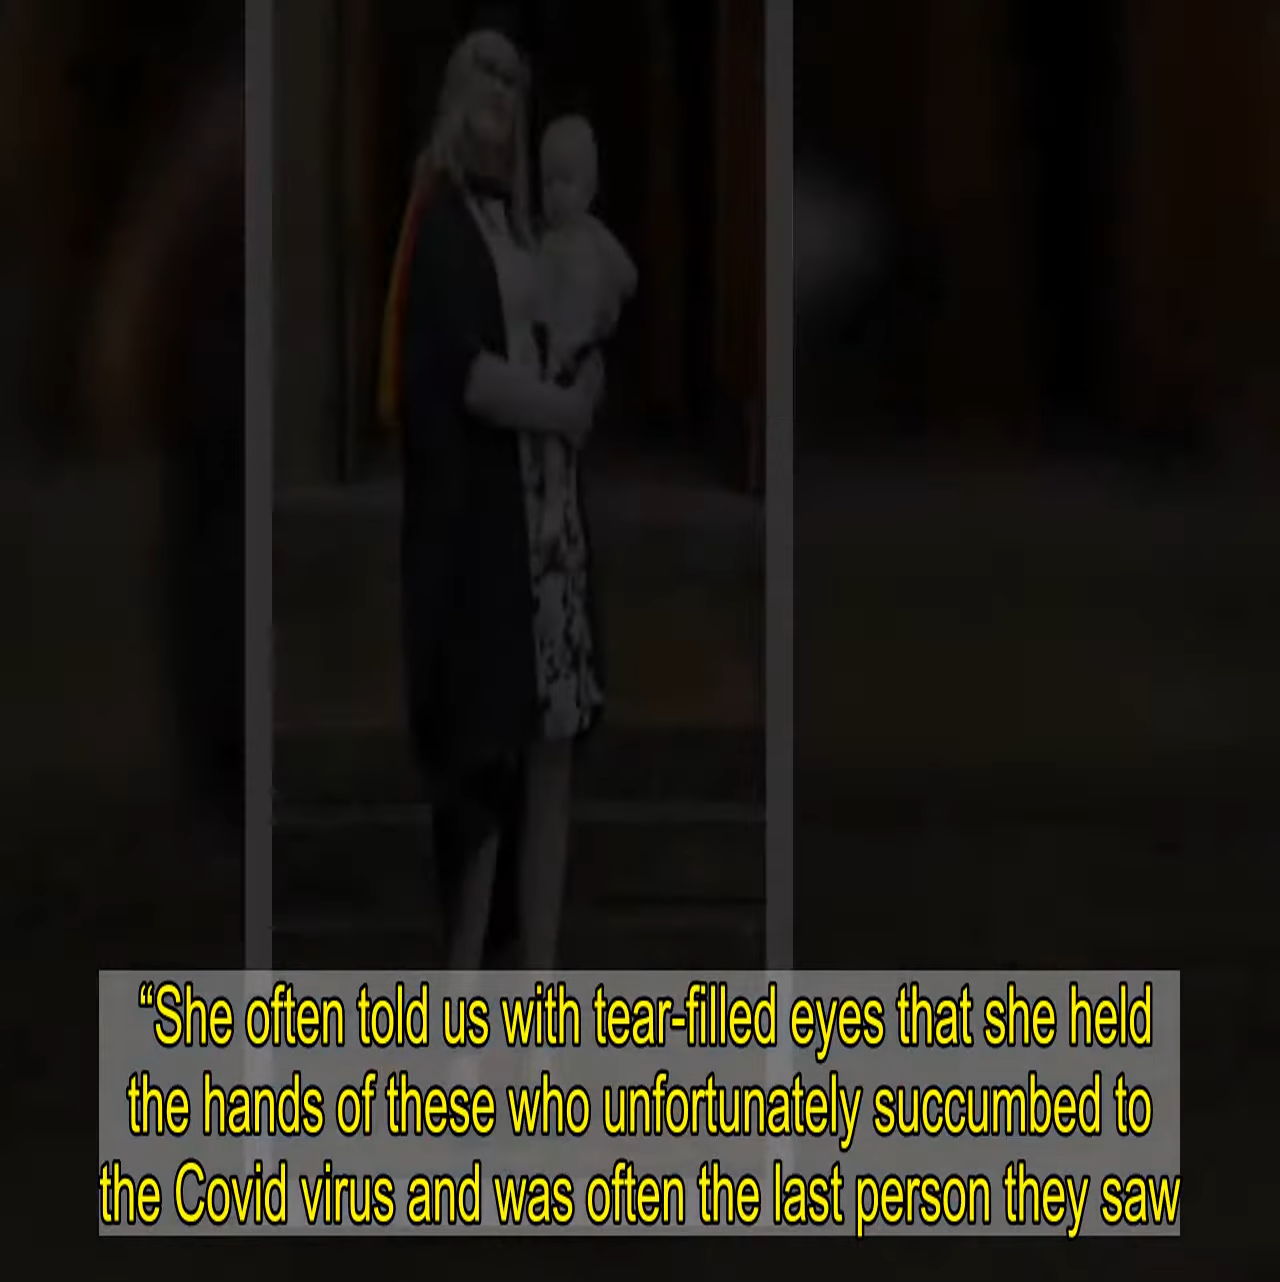 “She often told us with tear-filled eyes that she held
the hands of these who unfortunately succumbed to
the Covid virus and was often the last person they saw